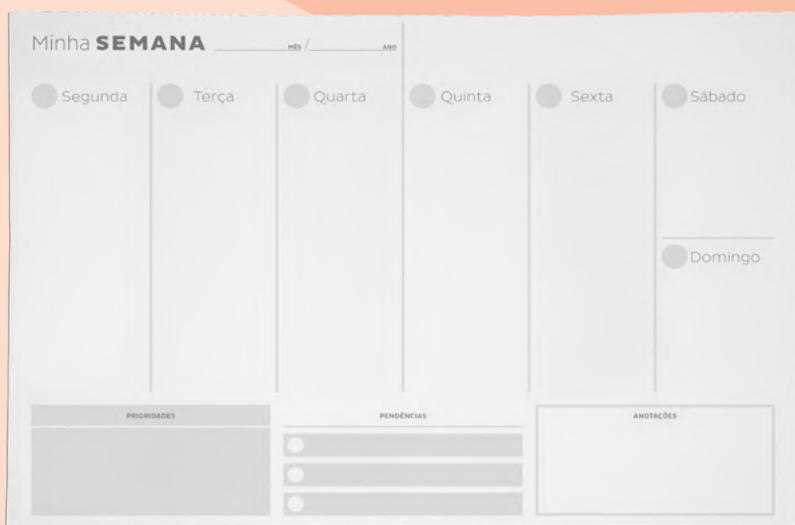 Minha SEMANA MÊS / ANO
Segunda
Terça
Quarta
Quinta
Sexta
Sábado
Domingo
PRIORIDADES
PENDÊNCIAS
ANOTAÇÕES